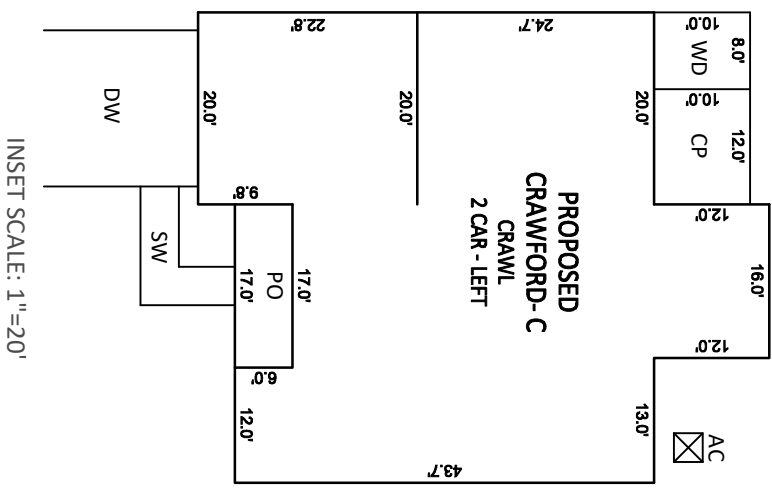 22.8'
24.7'
10.0'
8.0'
WD
10.0'
12.0'
CP
DW
20.0'
20.0'
20.0'
9.8'
12.0'
16.0'
12.0'
PROPOSED
CRAWFORD- C
CRAWL
2 CAR - LEFT
SW
17.0'
PO
17.0'
6.0'
12.0'
13.0'
AC
43.7'
INSET SCALE: 1"=20'